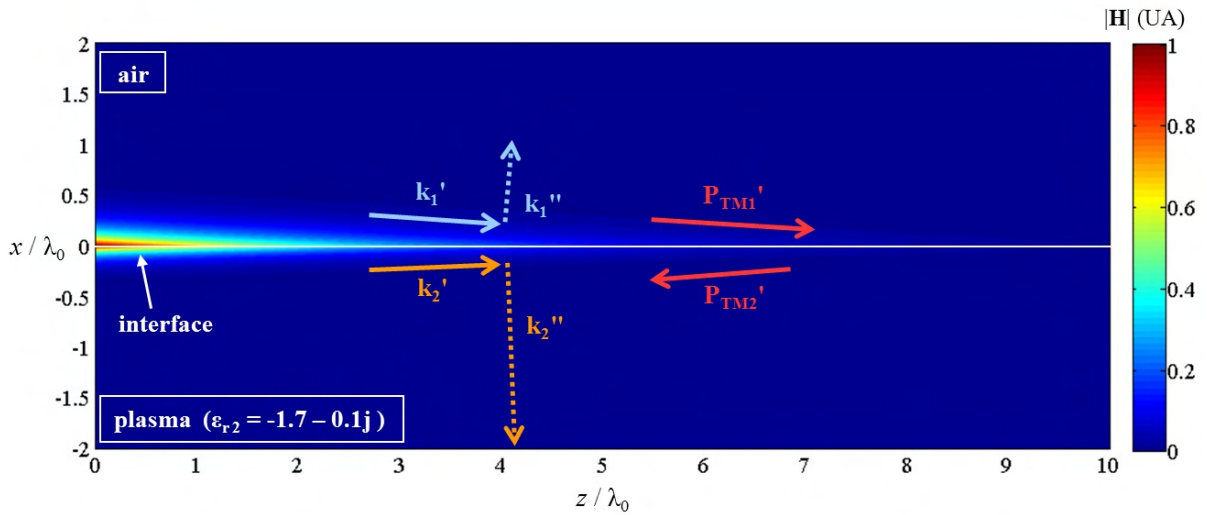 |H| (UA)
2
1.5
1
0.5
0
-0.5
-1
-1.5
-2
x / λ0
air
k1'
k1''
PTM1'
k2'
k2''
PTM2'
interface
plasma (εr2 = -1.7 – 0.1j )
0 1 2 3 4 5 6 7 8 9 10
z / λ0
1
0.8
0.6
0.4
0.2
0